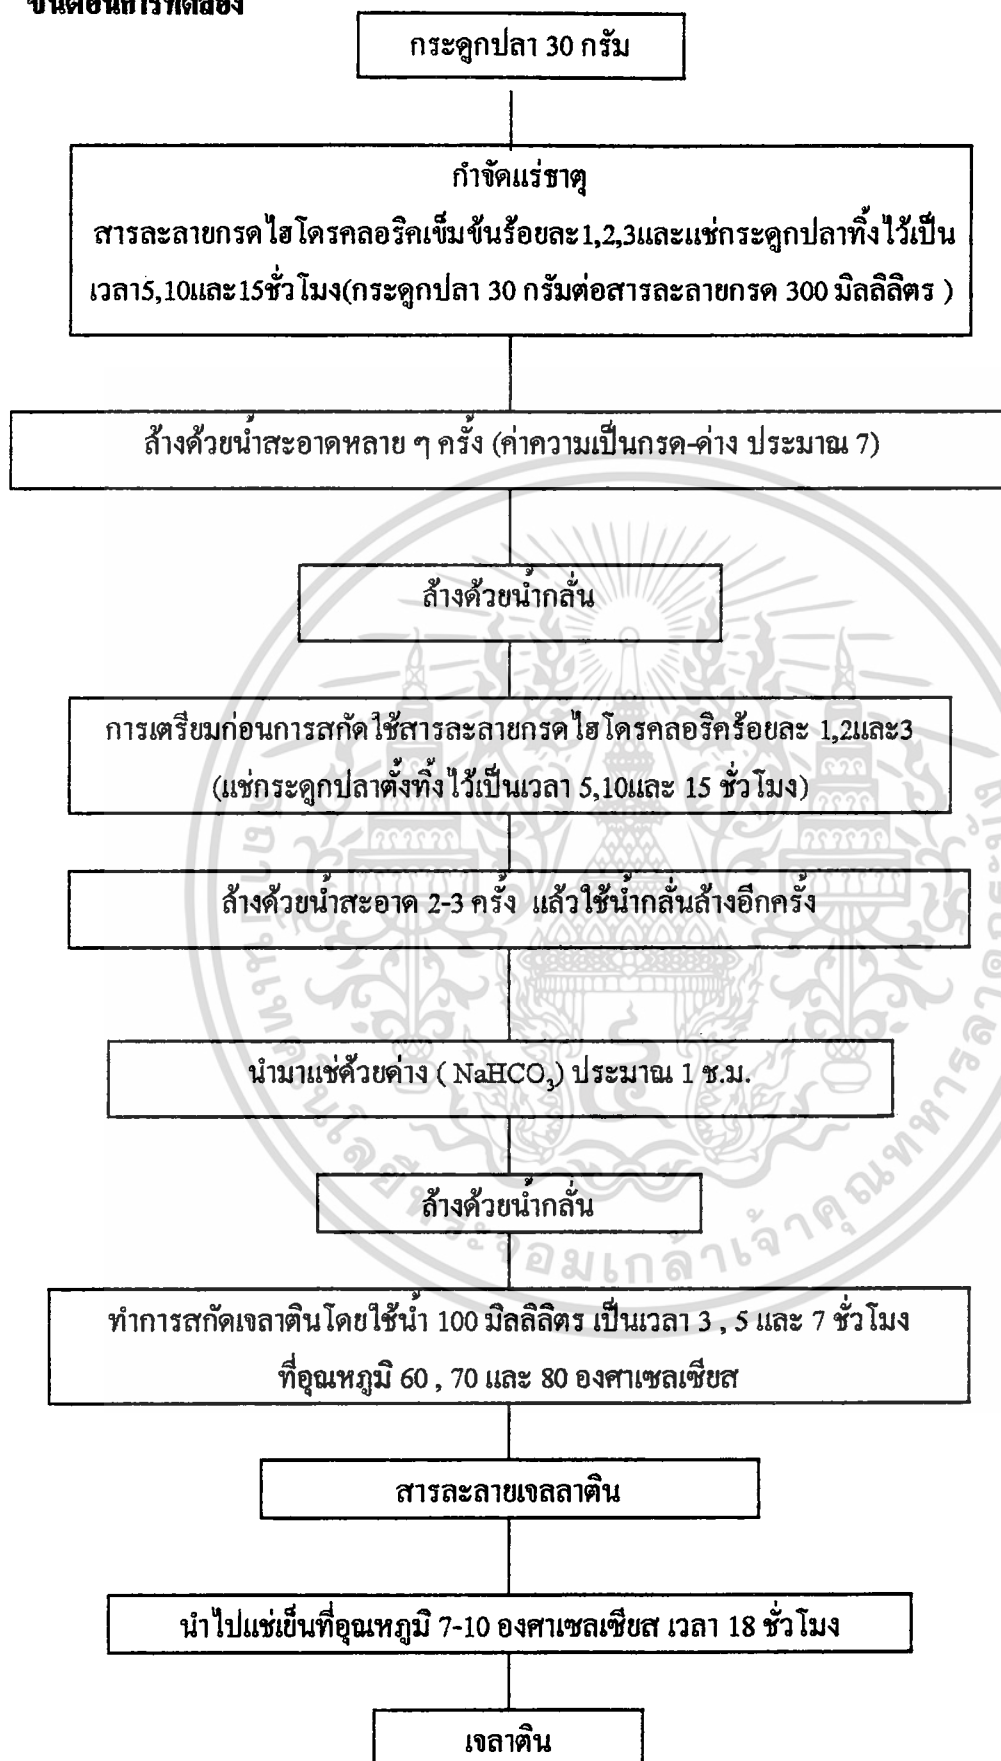 ขั้นตอนการทดลอง
กระดูกปลา 30 กรัม
กำจัดแร่ธาตุ
สารละลายกรดไฮโดรคลอริคเข็มข้นร้อยละ1,2,3และแช่กระดูกปลาทิ้งไว้เป็น
เวลา5,10และ15ชั่วโมง(กระดูกปลา 30 กรัมต่อสารละลายกรด 300 มิลลิลิตร )
ล้างด้วยน้ำสะอาดหลาย ๆ ครั้ง (ค่าความเป็นกรด-ด่าง ประมาณ 7)
ล้างด้วยน้ำกลั่น
การเตรียมก่อนการสกัดใช้สารละลายกรดไฮโดรคลอริคร้อยละ 1,2และ3
(แช่กระดูกปลาตั้งทิ้งไว้เป็นเวลา 5,10และ 15 ชั่วโมง)
ล้างด้วยน้ำสะอาด 2-3 ครั้ง แล้วใช้น้ำกลั่นล้างอีกครั้ง
นำมาแช่ด้วยด่าง ( NaHCO₃) ประมาณ 1 ช.ม.
ล้างด้วยน้ำกลั่น
ทำการสกัดเจลาตินโดยใช้น้ำ 100 มิลลิลิตร เป็นเวลา 3 , 5 และ 7 ชั่วโมง
ที่อุณหภูมิ 60 , 70 และ 80 องศาเซลเซียส
สารละลายเจลลาติน
นำไปแช่เย็นที่อุณหภูมิ 7-10 องศาเซลเซียส เวลา 18 ชั่วโมง
เจลาติน